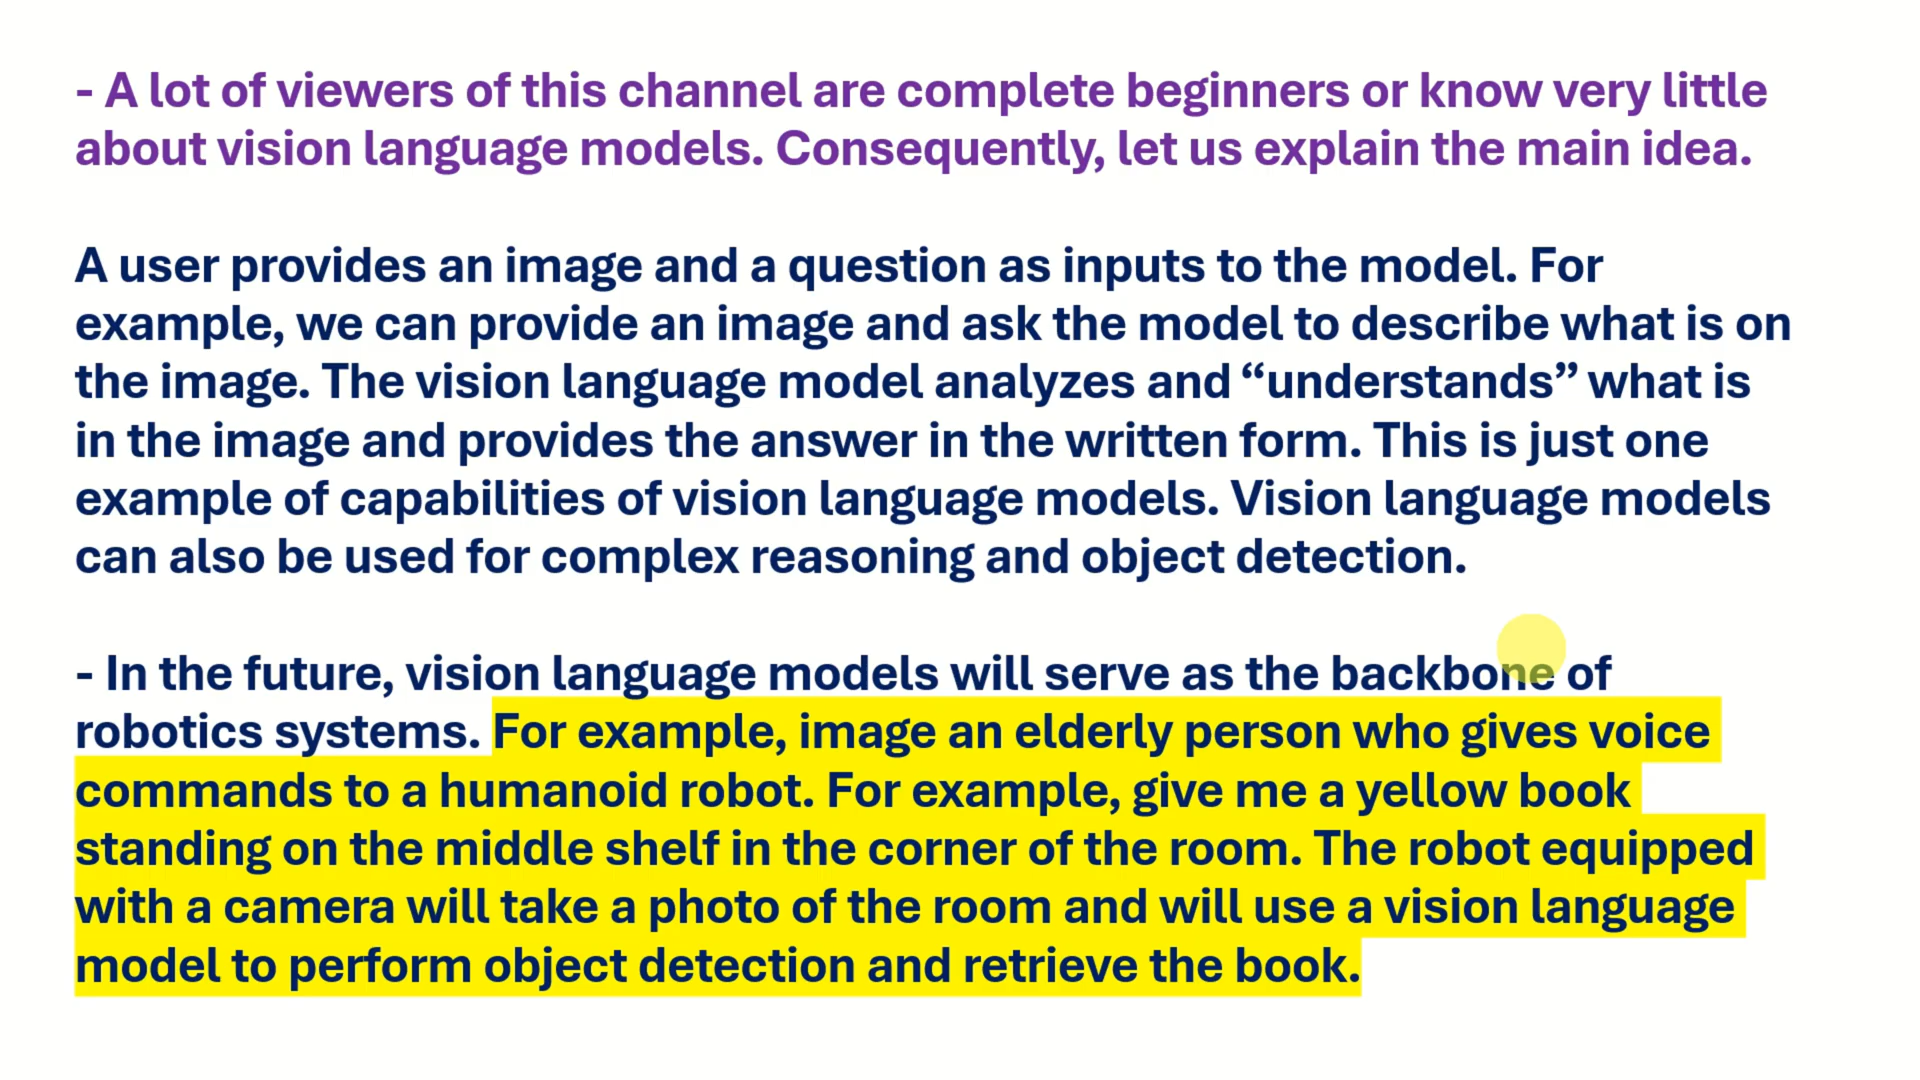 - A lot of viewers of this channel are complete beginners or know very little
about vision language models. Consequently, let us explain the main idea.
A user provides an image and a question as inputs to the model. For
example, we can provide an image and ask the model to describe what is on
the image. The vision language model analyzes and “understands” what is
in the image and provides the answer in the written form. This is just one
example of capabilities of vision language models. Vision language models
can also be used for complex reasoning and object detection.
- In the future, vision language models will serve as the backbone of
robotics systems. For example, image an elderly person who gives voice
commands to a humanoid robot. For example, give me a yellow book
standing on the middle shelf in the corner of the room. The robot equipped
with a camera will take a photo of the room and will use a vision language
model to perform object detection and retrieve the book.